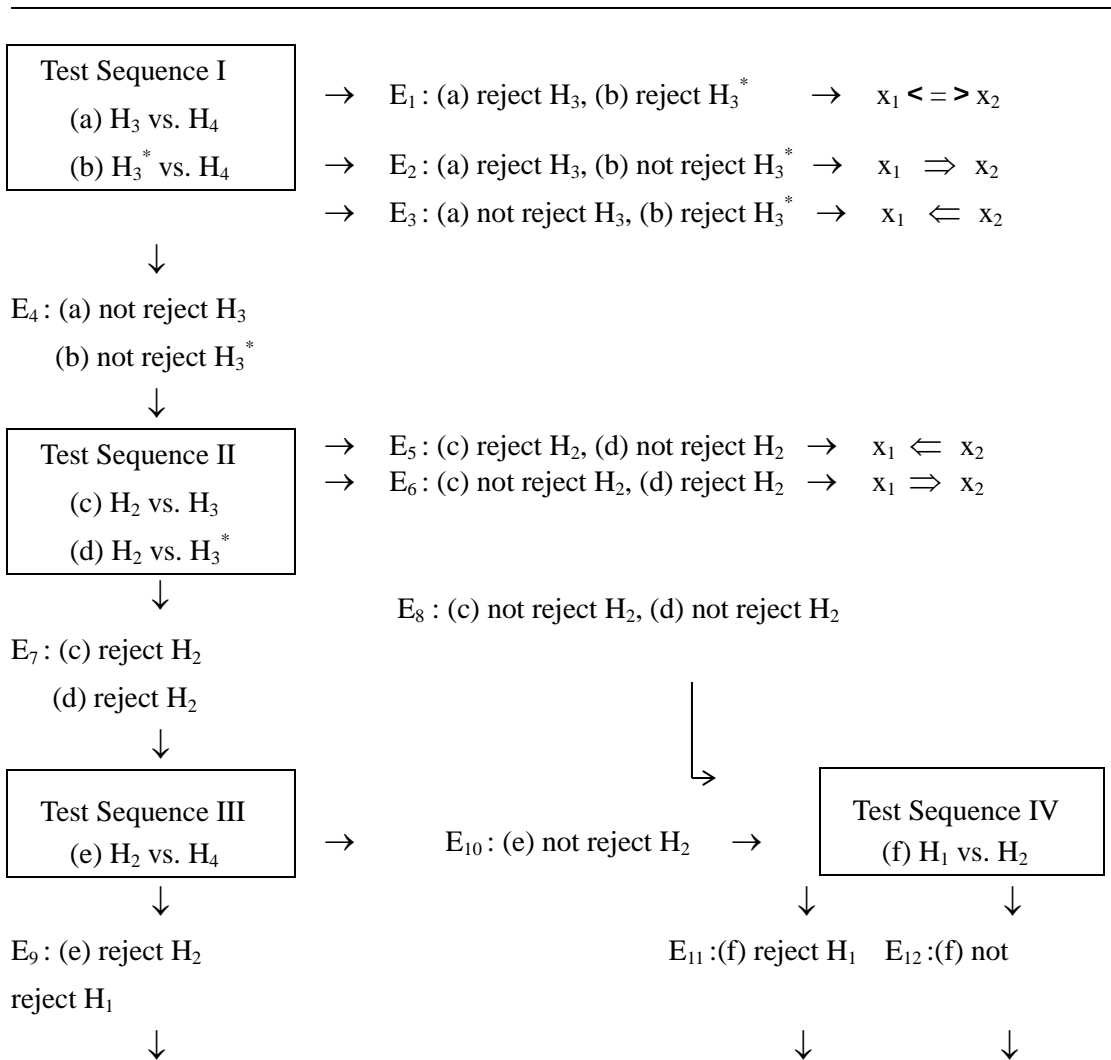 Test Sequence I
(a) H₃ vs. H₄
(b) H₃* vs. H₄
→ E₁ : (a) reject H₃, (b) reject H₃* → x₁ < = > x₂
→ E₂ : (a) reject H₃, (b) not reject H₃* → x₁ ⇒ x₂
→ E₃ : (a) not reject H₃, (b) reject H₃* → x₁ ⇐ x₂
↓
E₄ : (a) not reject H₃
(b) not reject H₃*
↓
Test Sequence II
(c) H₂ vs. H₃
(d) H₂ vs. H₃*
→ E₅ : (c) reject H₂, (d) not reject H₂ → x₁ ⇐ x₂
→ E₆ : (c) not reject H₂, (d) reject H₂ → x₁ ⇒ x₂
↓
E₈ : (c) not reject H₂, (d) not reject H₂
E₇ : (c) reject H₂
(d) reject H₂
↓
Test Sequence III
(e) H₂ vs. H₄
→ E₁₀ : (e) not reject H₂ →
Test Sequence IV
(f) H₁ vs. H₂
↓ ↓ ↓
E₉ : (e) reject H₂ E₁₁ :(f) reject H₁ E₁₂ :(f) not
reject H₁
↓ ↓ ↓